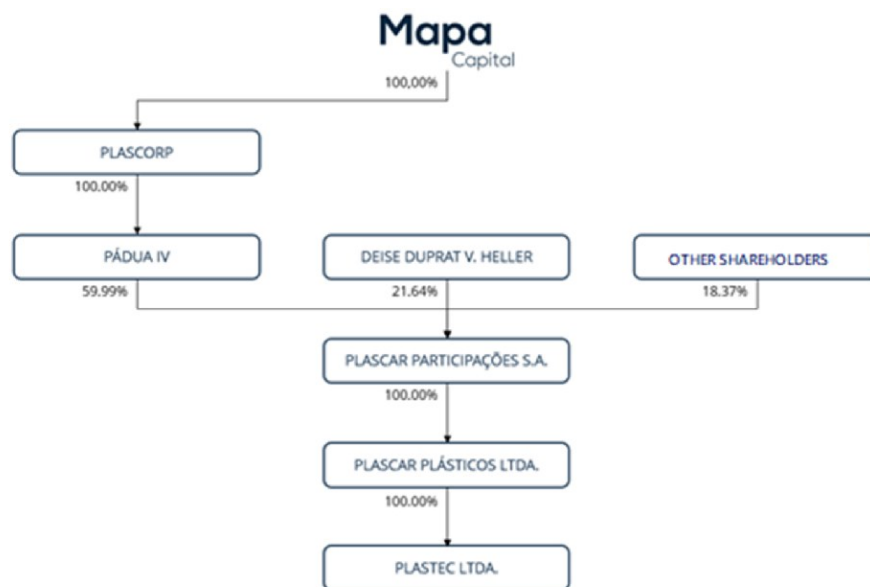 Mapa
Capital
100,00%
PLASCORP
100.00%
PÁDUA IV
DEISE DUPRAT V. HELLER
OTHER SHAREHOLDERS
59.99%
21.64%
18.37%
PLASCAR PARTICIPAÇÕES S.A.
100.00%
PLASCAR PLÁSTICOS LTDA.
100.00%
PLASTEC LTDA.